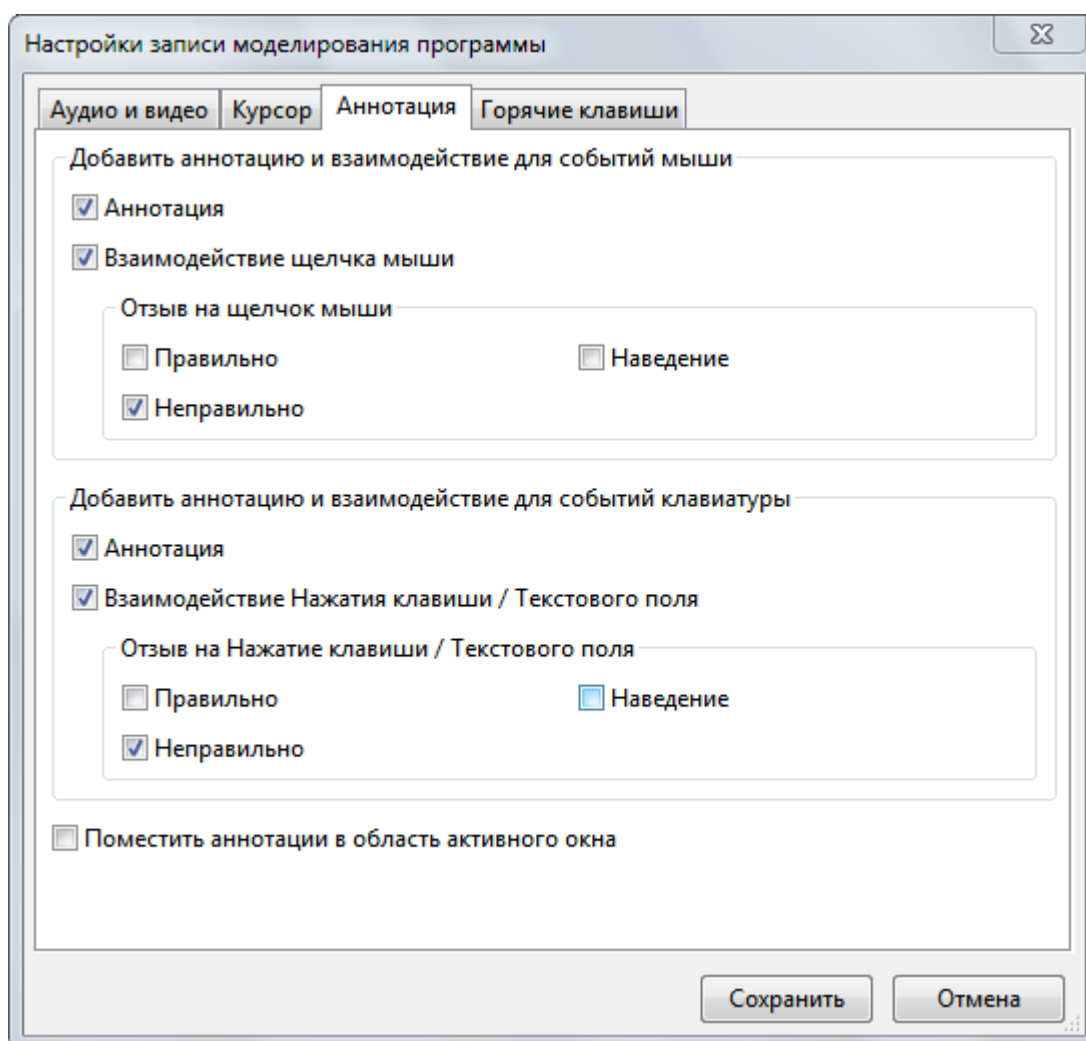 Настройки записи моделирования программы
Аудио и видео Курсор Аннотация Горячие клавиши
Добавить аннотацию и взаимодействие для событий мыши
Аннотация
Взаимодействие щелчка мыши
Отзыв на щелчок мыши
Правильно Наведение
Неправильно
Добавить аннотацию и взаимодействие для событий клавиатуры
Аннотация
Взаимодействие Нажатия клавиши / Текстового поля
Отзыв на Нажатие клавиши / Текстового поля
Правильно Наведение
Неправильно
Поместить аннотации в область активного окна
Сохранить Отмена